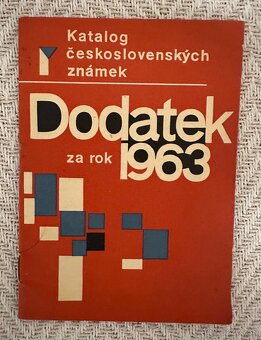 Katalog
československých
známek
Dodatek
za rok 1963